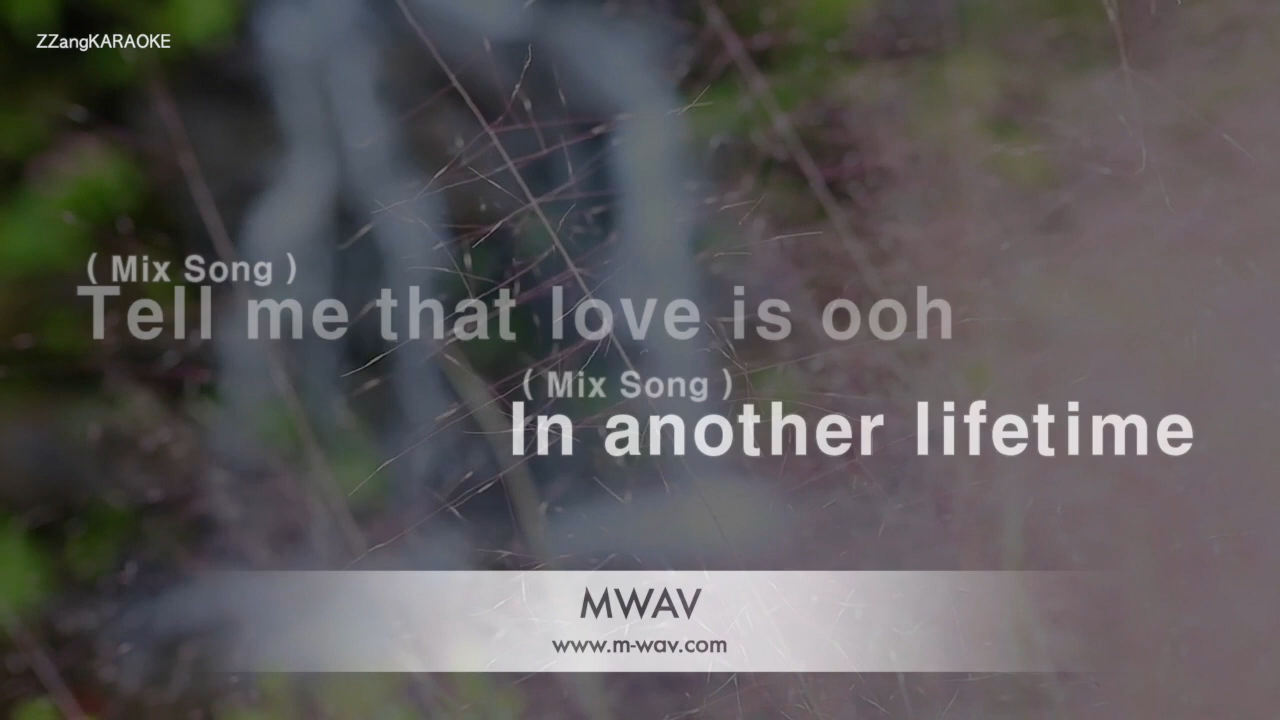 ZZangKARAOKE
( Mix Song )
Tell me that love is ooh
( Mix Song )
In another lifetime
MWAV
www.m-wav.com